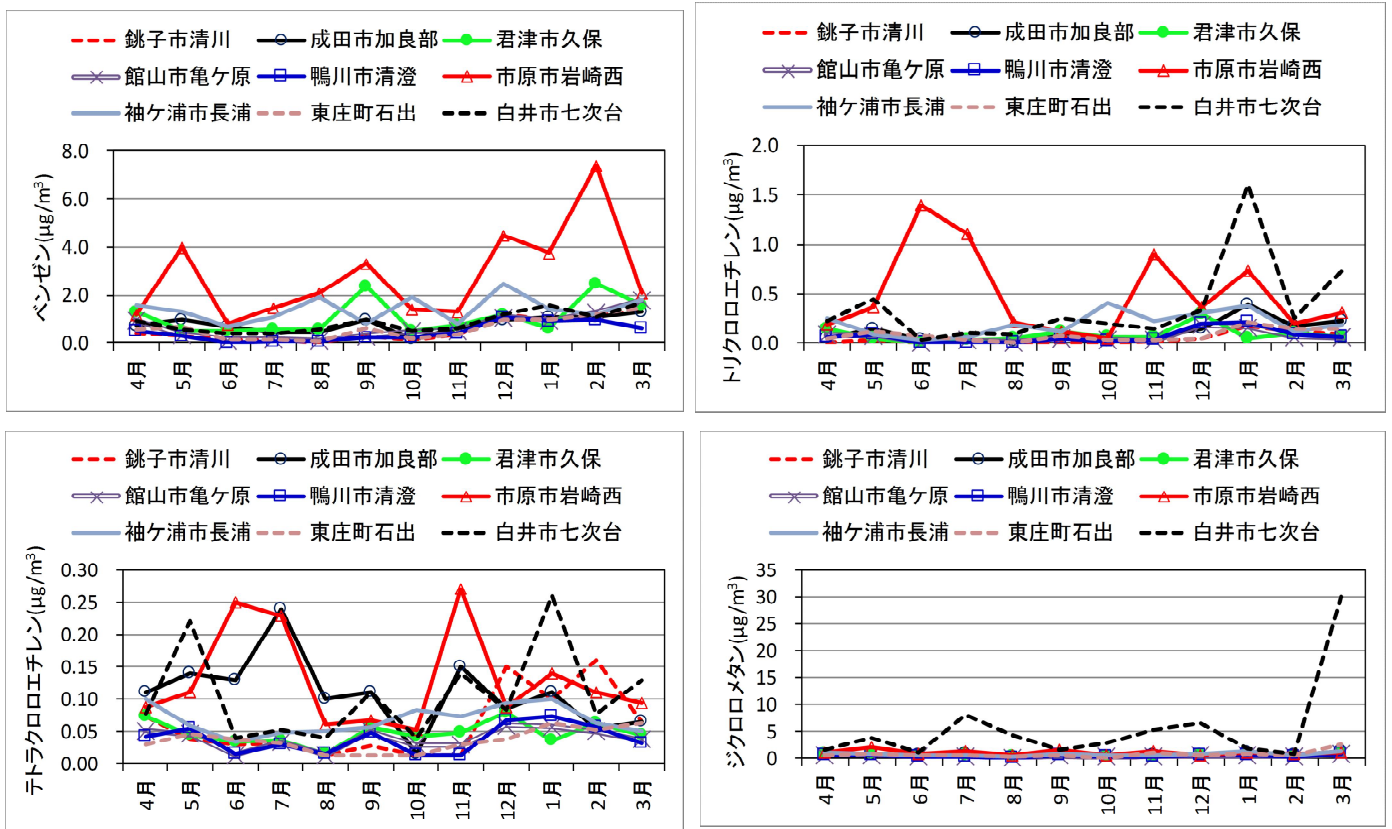 銚子市清川 成田市加良部 君津市久保
館山市亀ケ原 鴨川市清澄 市原市岩崎西
袖ケ浦市長浦 東庄町石出 白井市七次台
ベンゼン(μg/m³)
8.0
6.0
4.0
2.0
0.0
4月 5月 6月 7月 8月 9月 10月 11月 12月 1月 2月 3月
銚子市清川 成田市加良部 君津市久保
館山市亀ケ原 鴨川市清澄 市原市岩崎西
袖ケ浦市長浦 東庄町石出 白井市七次台
トリクロロエチレン(μg/m³)
2.0
1.5
1.0
0.5
0.0
4月 5月 6月 7月 8月 9月 10月 11月 12月 1月 2月 3月
銚子市清川 成田市加良部 君津市久保
館山市亀ケ原 鴨川市清澄 市原市岩崎西
袖ケ浦市長浦 東庄町石出 白井市七次台
テトラクロロエチレン(μg/m³)
0.30
0.25
0.20
0.15
0.10
0.05
0.00
4月 5月 6月 7月 8月 9月 10月 11月 12月 1月 2月 3月
銚子市清川 成田市加良部 君津市久保
館山市亀ケ原 鴨川市清澄 市原市岩崎西
袖ケ浦市長浦 東庄町石出 白井市七次台
ジクロロメタン(μg/m³)
35
30
25
20
15
10
5
0
4月 5月 6月 7月 8月 9月 10月 11月 12月 1月 2月 3月